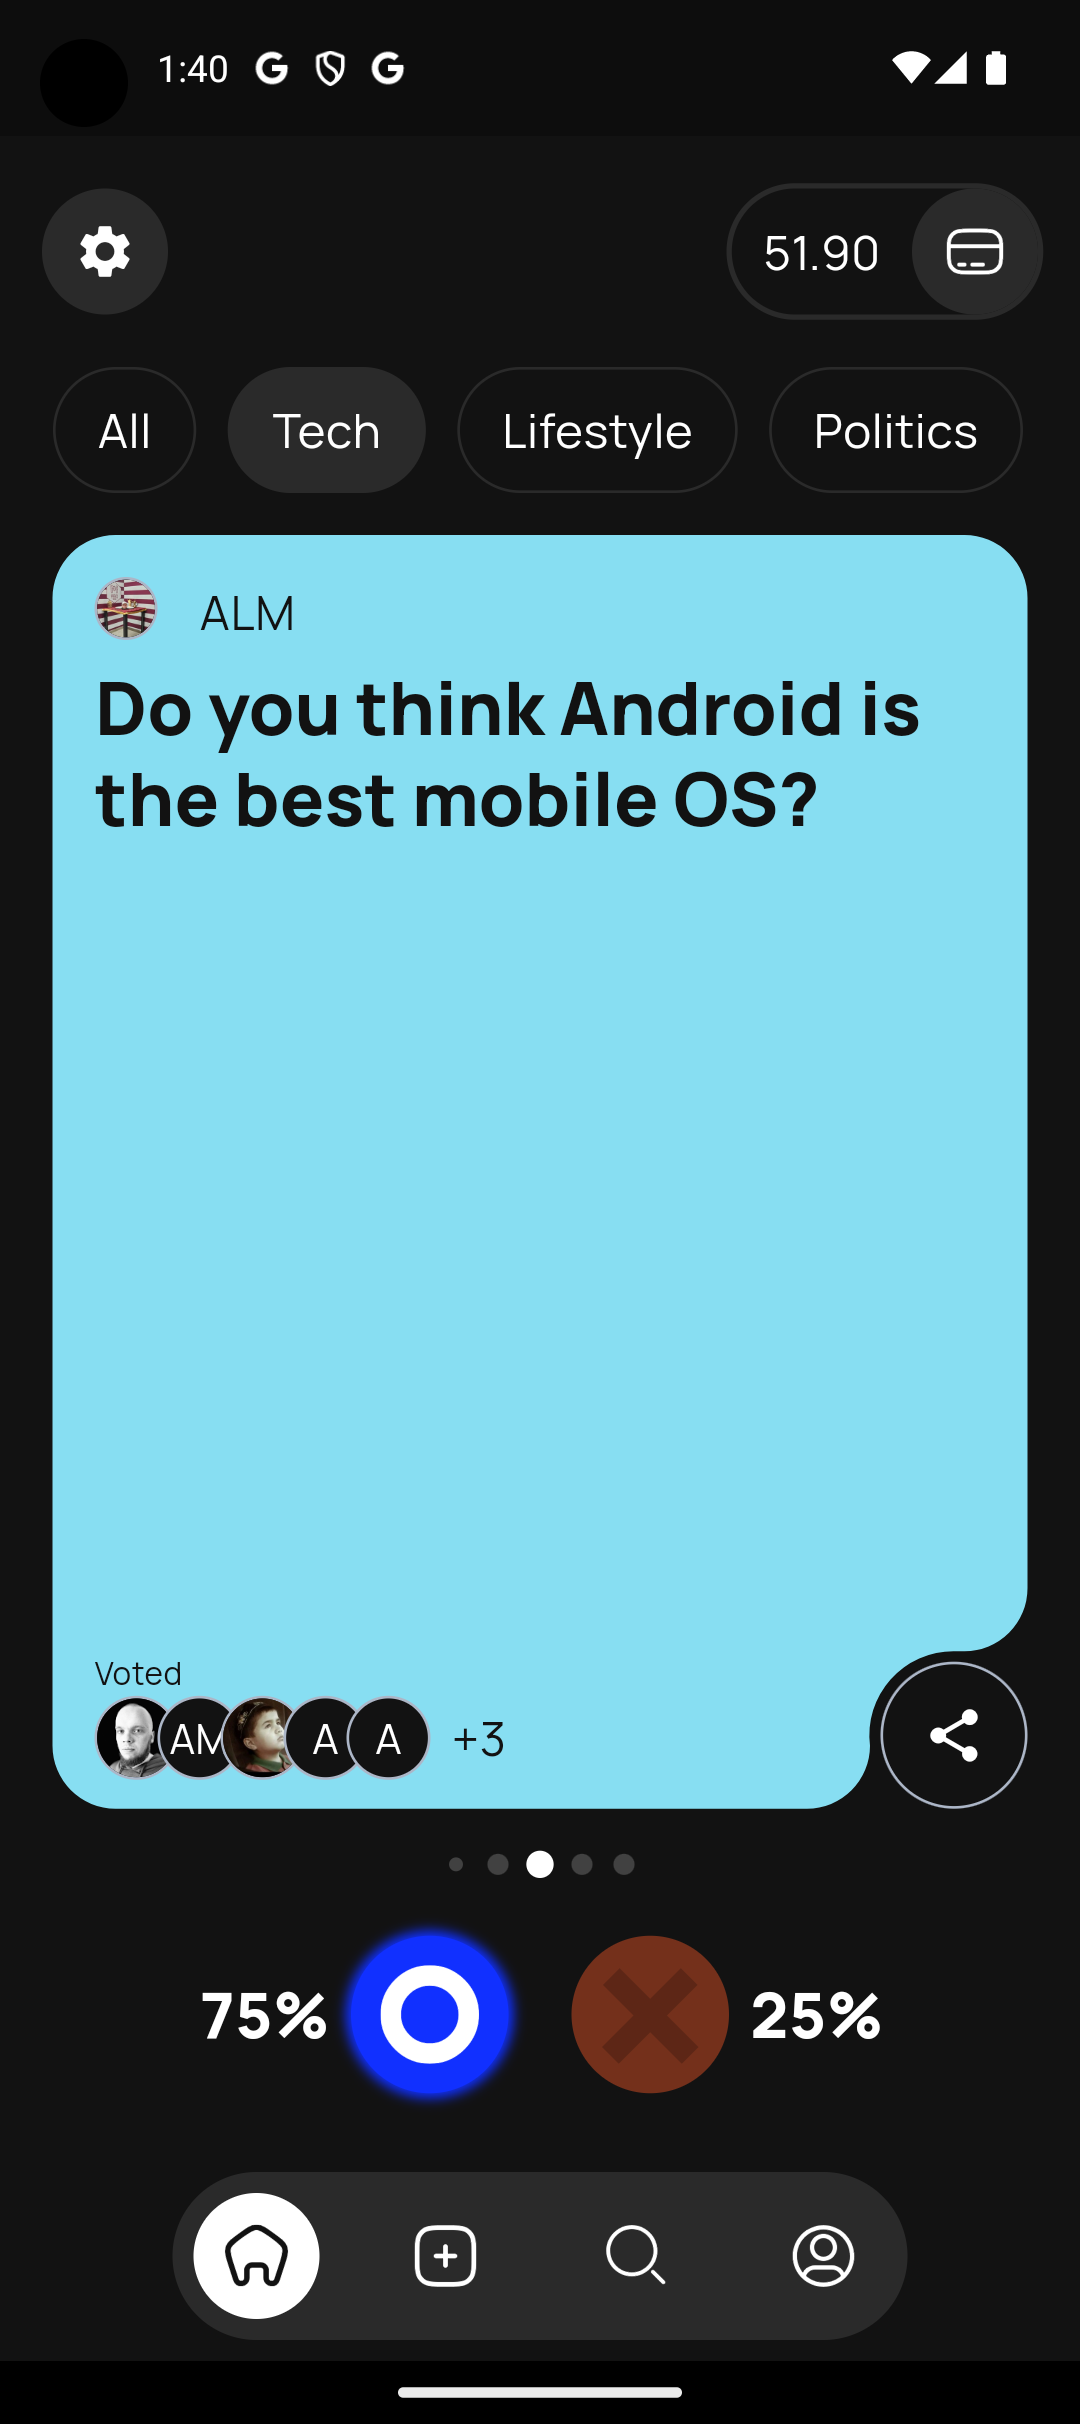 1:40
51.90
All Tech Lifestyle Politics
ALM
Do you think Android is
the best mobile OS?
Voted
AM A A +3
75% 25%